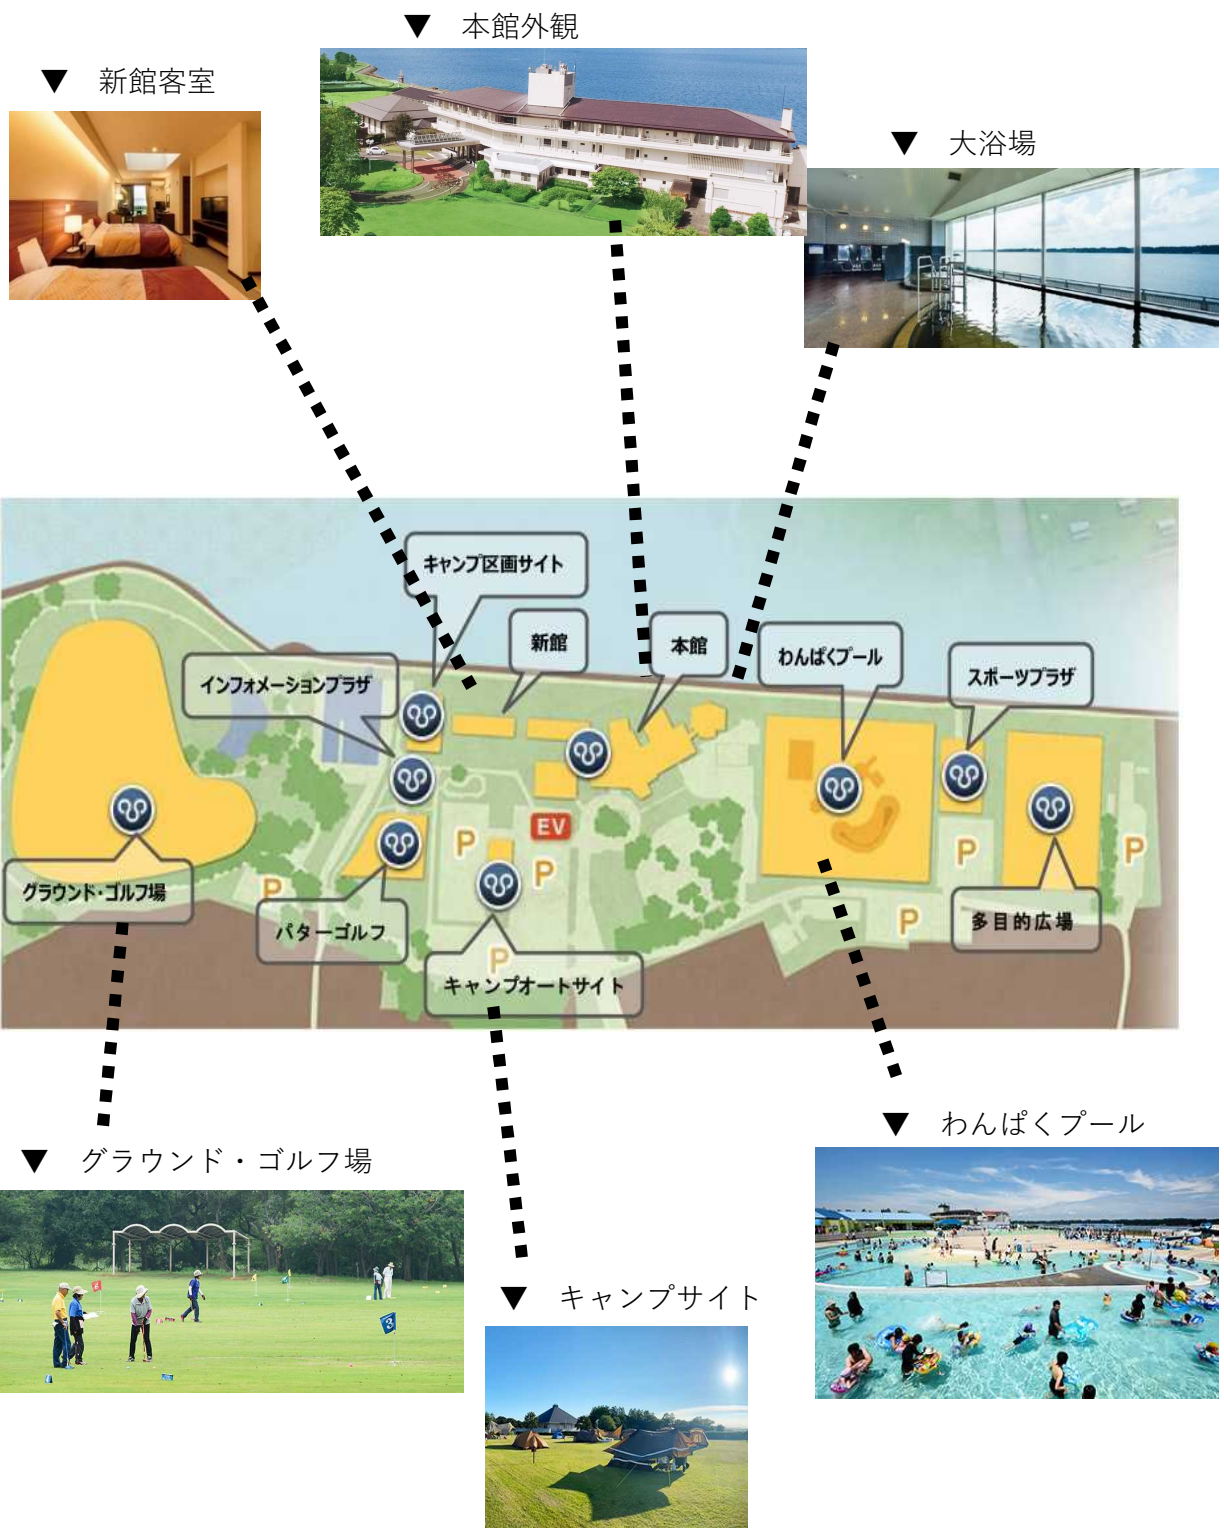 ▼ 本館外観
▼ 新館客室
▼ 大浴場
キャンプ区画サイト
新館
本館
わんぱくプール
スポーツプラザ
インフォメーションプラザ
EV
P
P
P
P
P
P
P
グラウンド・ゴルフ場
パターゴルフ
キャンプオートサイト
多目的広場
▼ わんぱくプール
▼ グラウンド・ゴルフ場
▼ キャンプサイト
3